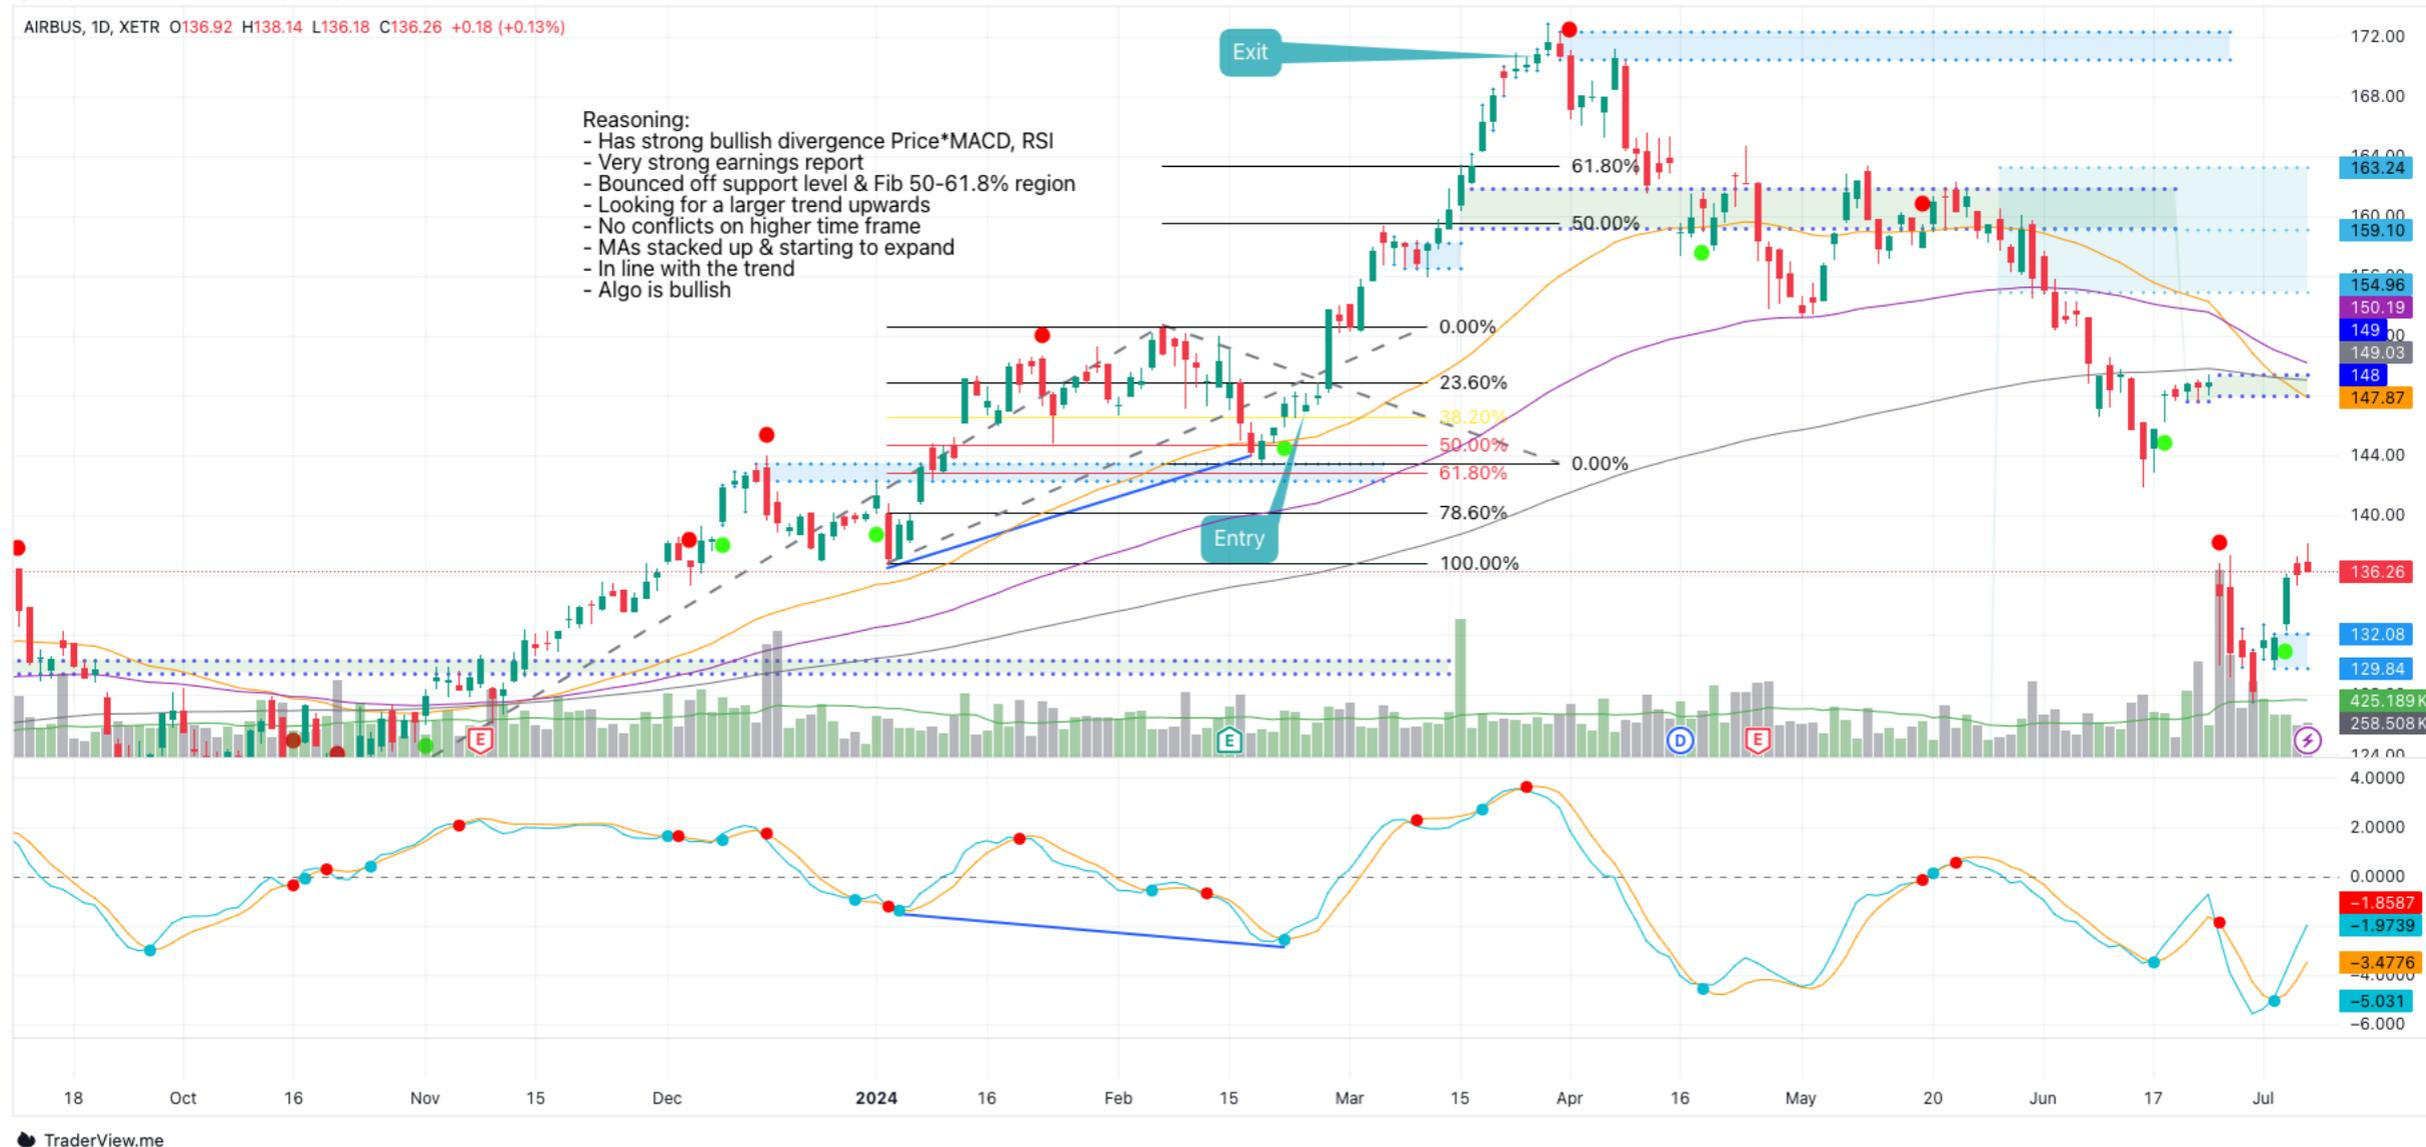 AIRBUS, 1D, XETR O136.92 H138.14 L136.18 C136.26 +0.18 (+0.13%)
Exit
172.00
168.00
Reasoning:
- Has strong bullish divergence Price*MACD, RSI
- Very strong earnings report
- Bounced off support level & Fib 50-61.8% region
- Looking for a larger trend upwards
- No conflicts on higher time frame
- MAs stacked up & starting to expand
- In line with the trend
- Algo is bullish
61.80%
164.00
163.24
50.00%
160.00
159.10
154.96
150.19
0.00%
149
149.03
23.60%
148
147.87
38.20%
50.00%
144.00
0.00%
61.80%
78.60%
140.00
Entry
100.00%
136.26
132.08
129.84
425.189K
258.508K
E
E
D
E
124.00
4.0000
2.0000
0.0000
−1.8587
−1.9739
−3.4776
−4.0000
−5.031
−6.000
18 Oct 16 Nov 15 Dec 2024 16 Feb 15 Mar 15 Apr 16 May 20 Jun 17 Jul
TraderView.me